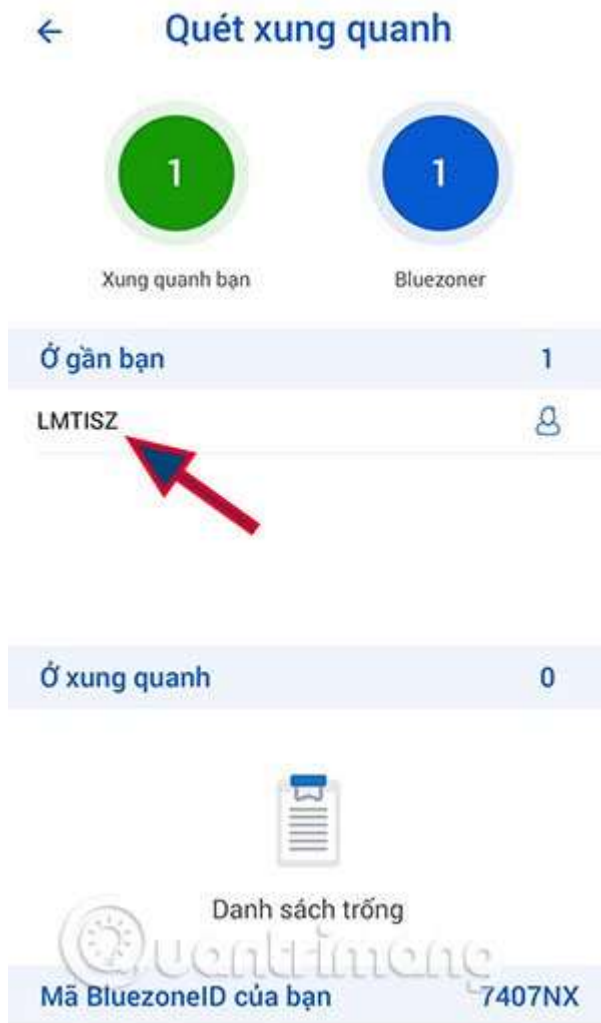 Quét xung quanh
1 1
Xung quanh bạn Bluezoner
Ở gần bạn 1
LMTISZ
Ở xung quanh 0
Danh sách trống
Quantrimang
Mã BluezoneID của bạn 7407NX